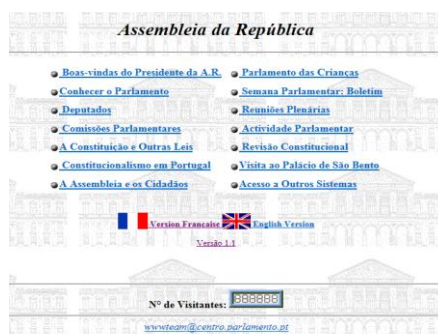 Assembleia da República
Boas-vindas do Presidente da A.R.
Parlamento das Crianças
Conhecer o Parlamento
Semana Parlamentar: Boletim
Deputados
Reuniões Plenárias
Comissões Parlamentares
Actividade Parlamentar
A Constituição e Outras Leis
Revisão Constitucional
Constitucionalismo em Portugal
Visita ao Palácio de São Bento
A Assembleia e os Cidadãos
Acesso a Outros Sistemas
Version Francaise English Version
Versão 1.1
Nº de Visitantes: 888888
wwwteam@centro.parlamento.pt